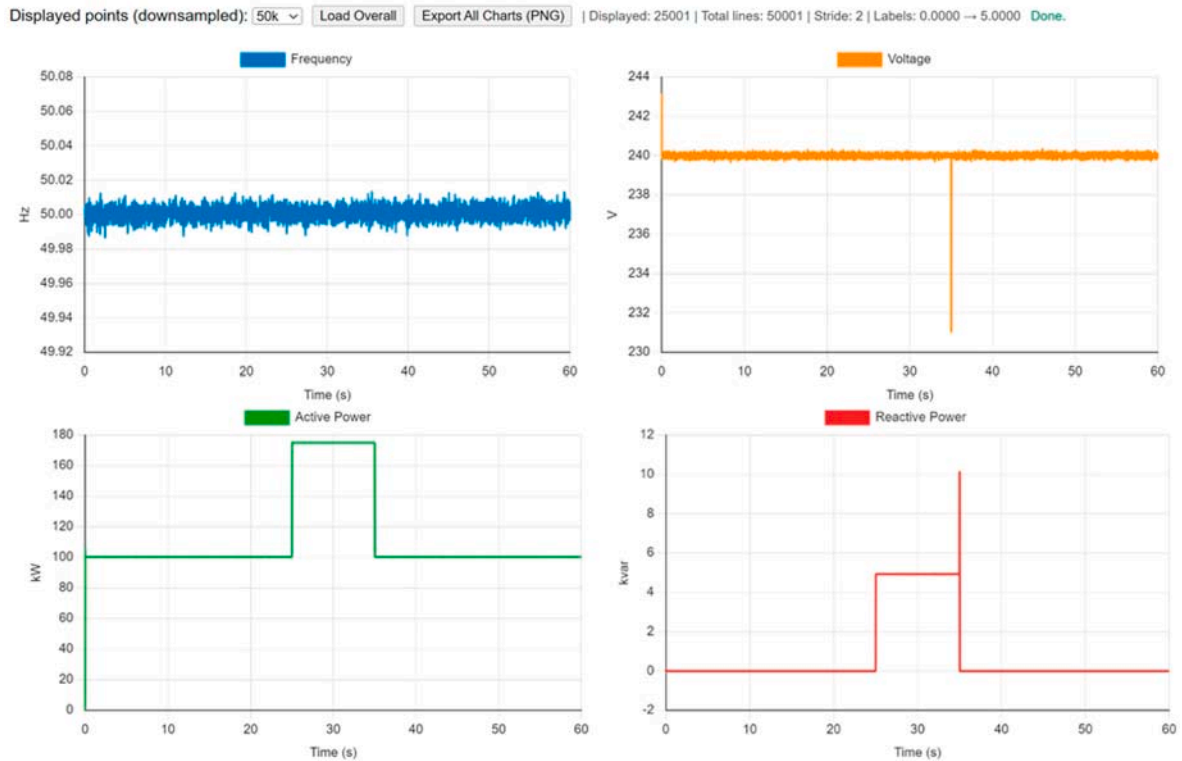 Displayed points (downsampled): 50k Load Overall Export All Charts (PNG) | Displayed: 25001 | Total lines: 50001 | Stride: 2 | Labels: 0.0000 → 5.0000 Done.
Frequency
50.08
50.06
50.04
50.02
50.00
49.98
49.96
49.94
49.92
Hz
0 10 20 30 40 50 60
Time (s)
Voltage
244
242
240
238
236
234
232
230
V
0 10 20 30 40 50 60
Time (s)
Active Power
180
160
140
120
100
80
60
40
20
0
kW
0 10 20 30 40 50 60
Time (s)
Reactive Power
12
10
8
6
4
2
0
-2
kvar
0 10 20 30 40 50 60
Time (s)